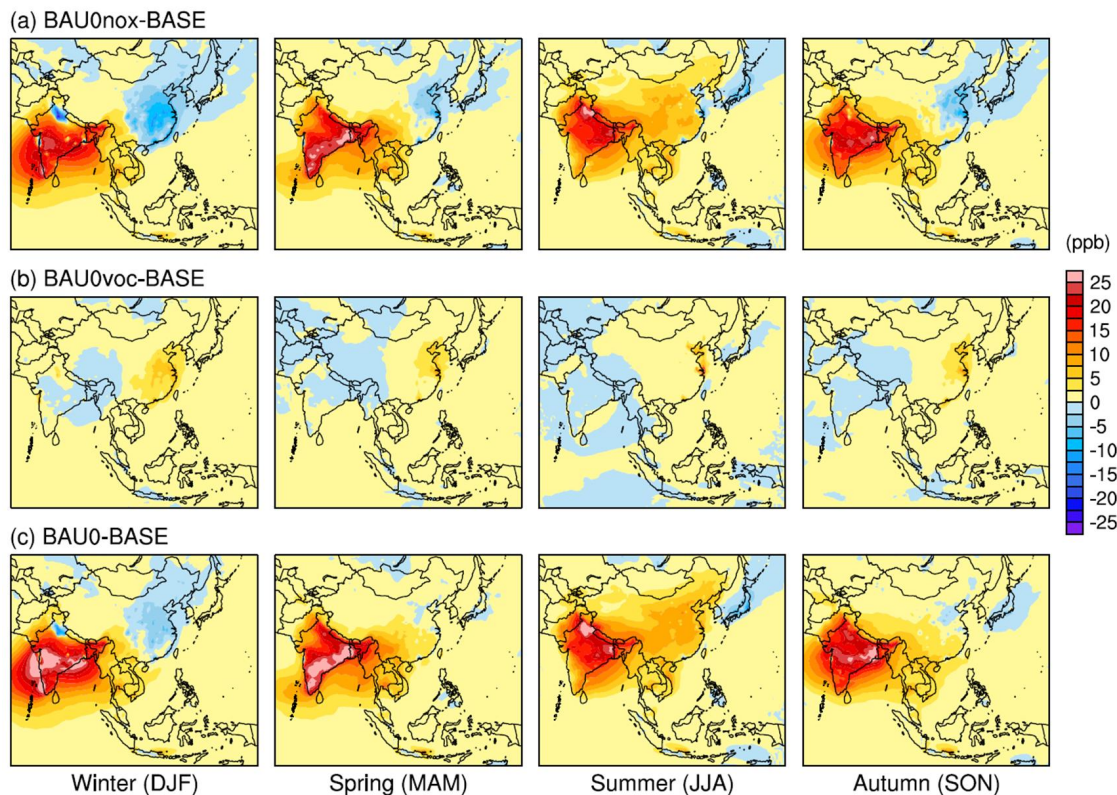 (a) BAU0nox-BASE
(b) BAU0voc-BASE
(c) BAU0-BASE
Winter (DJF)
Spring (MAM)
Summer (JJA)
Autumn (SON)
(ppb)
25
20
15
10
5
0
-5
-10
-15
-20
-25